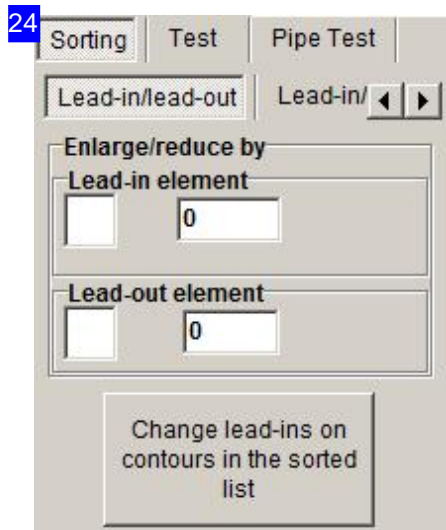 24
Sorting Test Pipe Test
Lead-in/lead-out Lead-in/
Enlarge/reduce by
Lead-in element
0
Lead-out element
0
Change lead-ins on
contours in the sorted
list